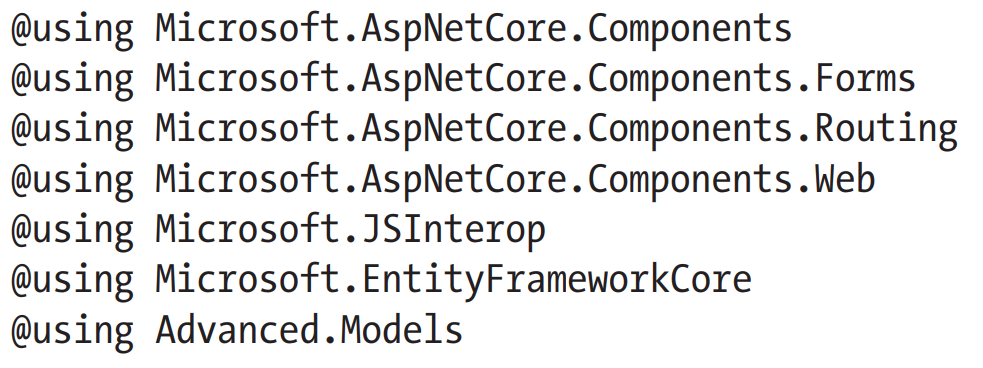 @using Microsoft.AspNetCore.Components
@using Microsoft.AspNetCore.Components.Forms
@using Microsoft.AspNetCore.Components.Routing
@using Microsoft.AspNetCore.Components.Web
@using Microsoft.JSInterop
@using Microsoft.EntityFrameworkCore
@using Advanced.Models